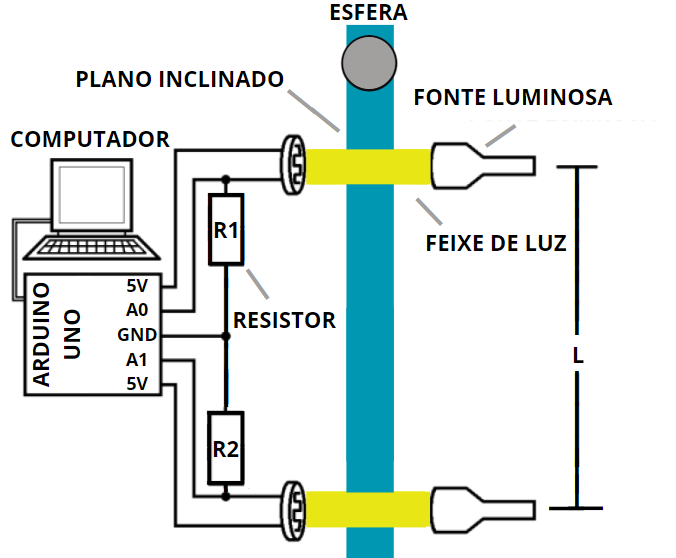 ESFERA
PLANO INCLINADO
FONTE LUMINOSA
COMPUTADOR
R1
FEIXE DE LUZ
5V
A0
GND
A1
5V
ARDUINO
UNO
RESISTOR
L
R2